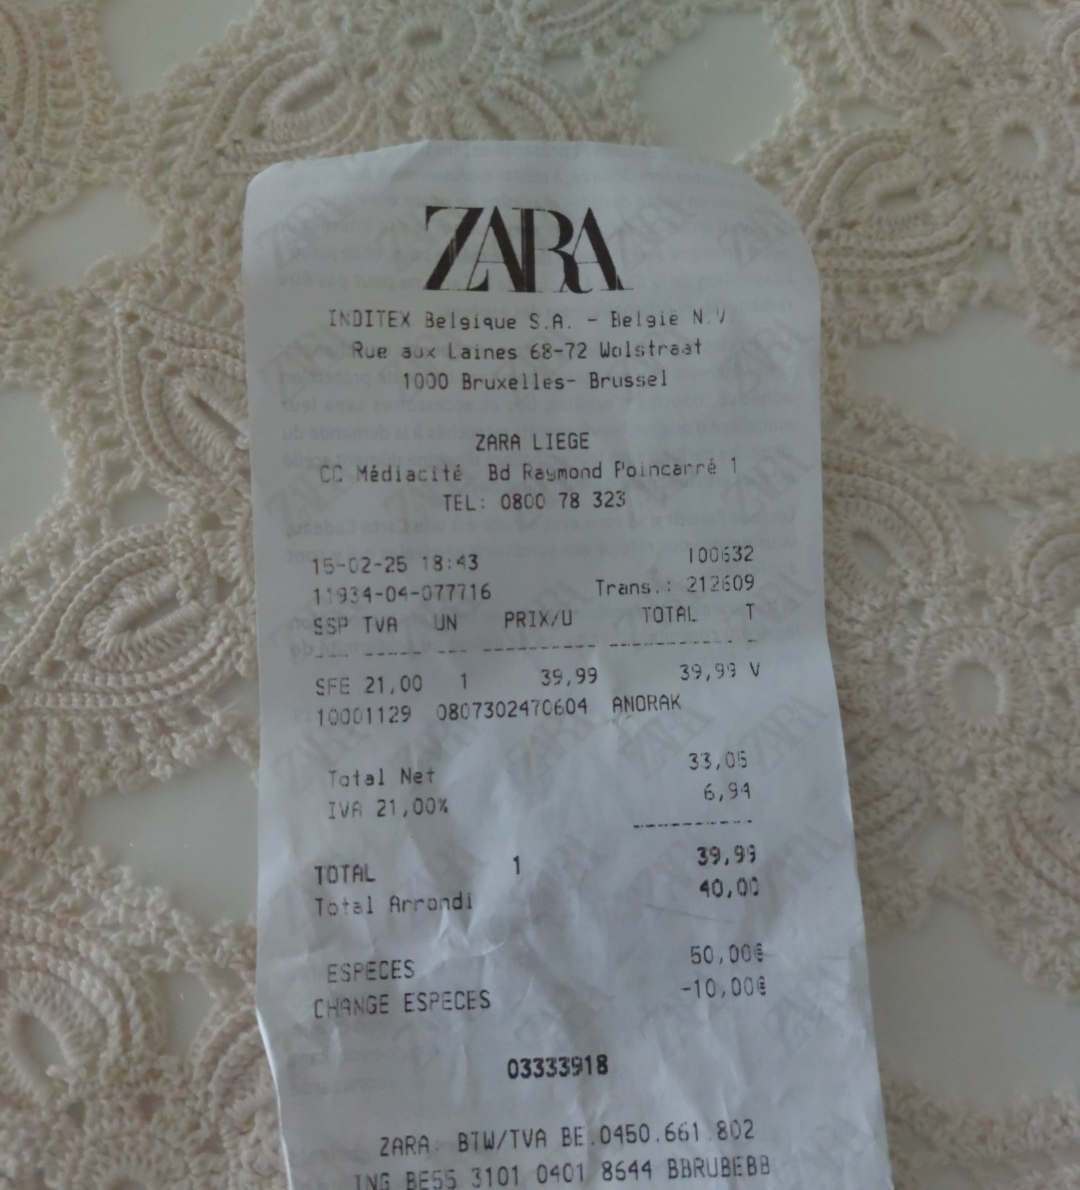 ZARA
INDITEX Belgique S.A. - België N.V
Rue aux Laines 68-72 Wolstraat
1000 Bruxelles- Brussel
ZARA LIEGE
CC Médiacité Bd Raymond Poincarré 1
TEL: 0800 78 323
15-02-25 18:43 100632
11934-04-077716 Trans.: 212609
SSP TVA UN PRIX/U TOTAL T
SFE 21,00 1 39,99 39,99 V
10001129 0807302470604 ANORAK
Total Net 33,05
IVA 21,00% 6,94
TOTAL 1 39,99
Total Arrondi 40,00
ESPECES 50,00€
CHANGE ESPECES -10,00€
03333918
ZARA: BTW/TVA BE.0450.661.802
ING BE55 3101 0401 8644 BBRUBEBB